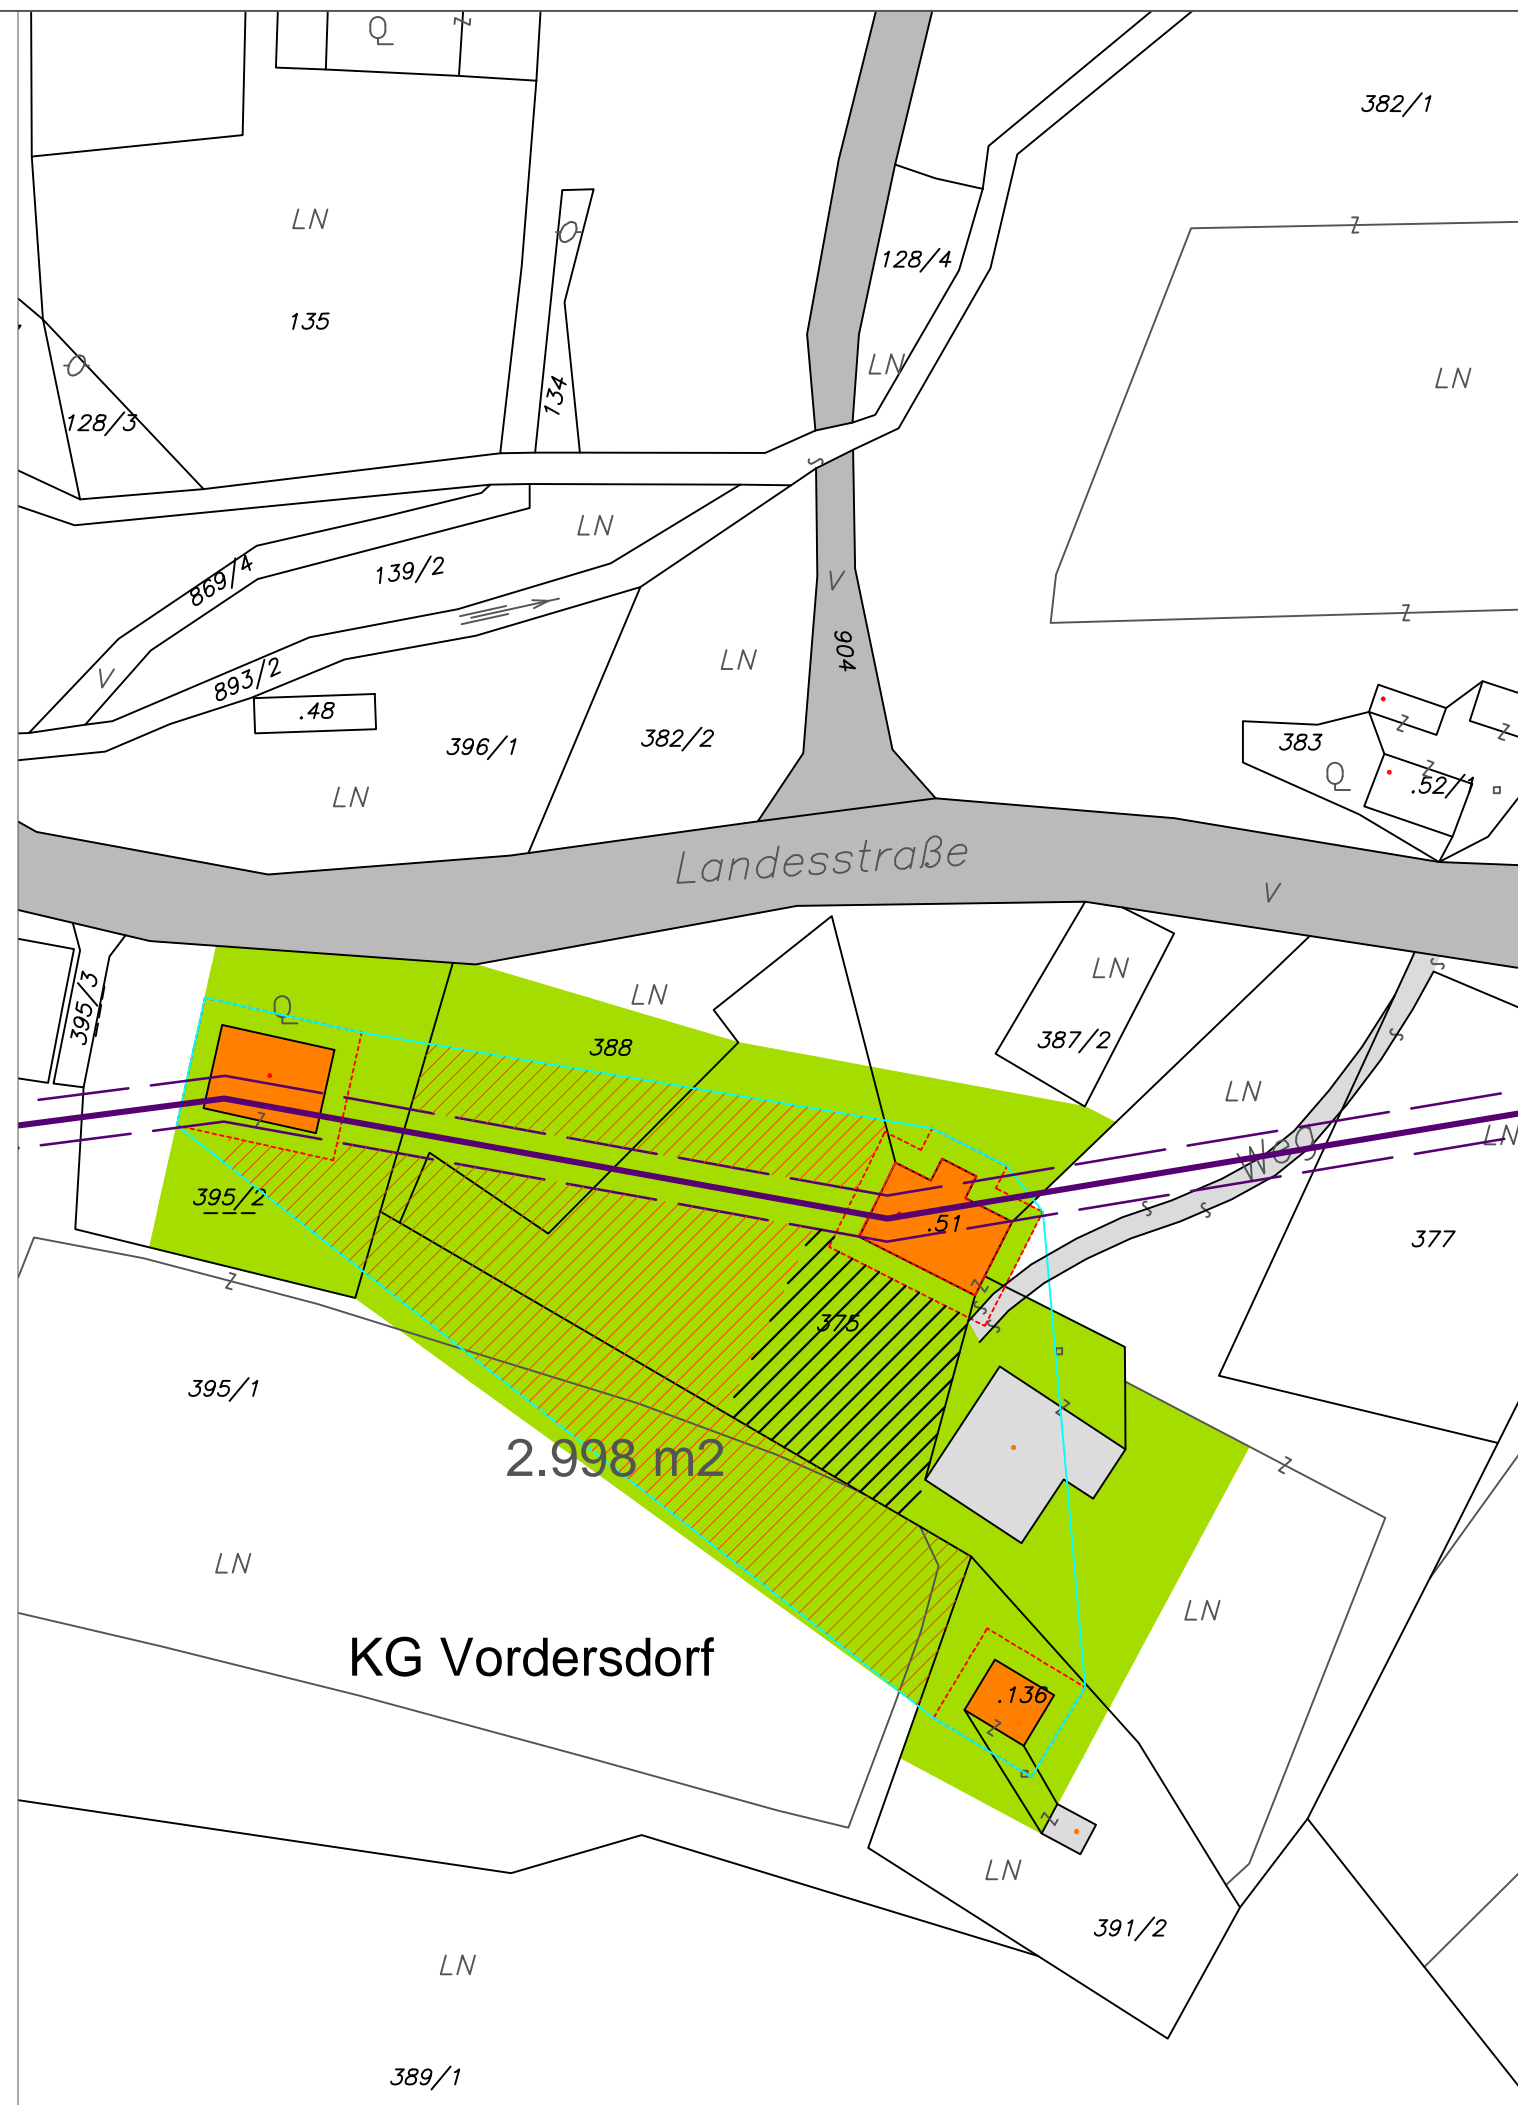 Q
z
382/1
LN
z
128/4
135
LN
LN
134
128/3
s
LN
869/4
139/2
V
z
904
LN
V
893/2
.48
382/2
383
z
z
396/1
z
Q
.52/1
LN
Landesstraße
V
LN
s
LN
395/3
Q
s
388
387/2
LN
z
LN
Weg
395/2
s
s
.51
377
z
z
s
375
s
395/1
z
2.998 m2
z
LN
LN
KG Vordersdorf
.136
z
z
LN
391/2
LN
389/1